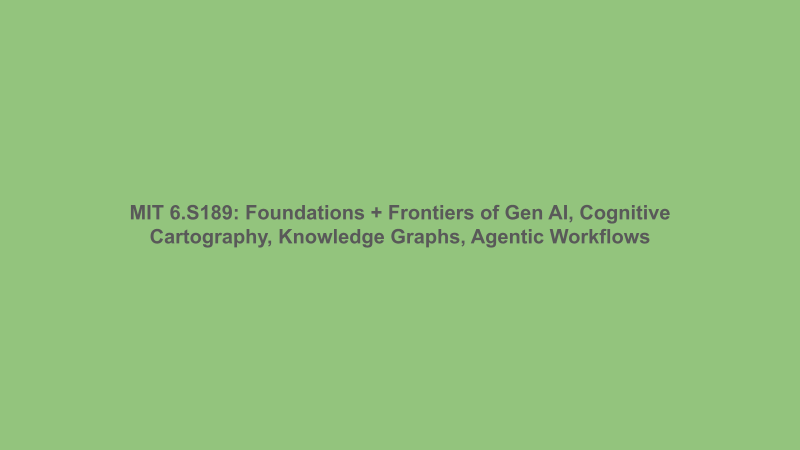 MIT 6.S189: Foundations + Frontiers of Gen AI, Cognitive
Cartography, Knowledge Graphs, Agentic Workflows